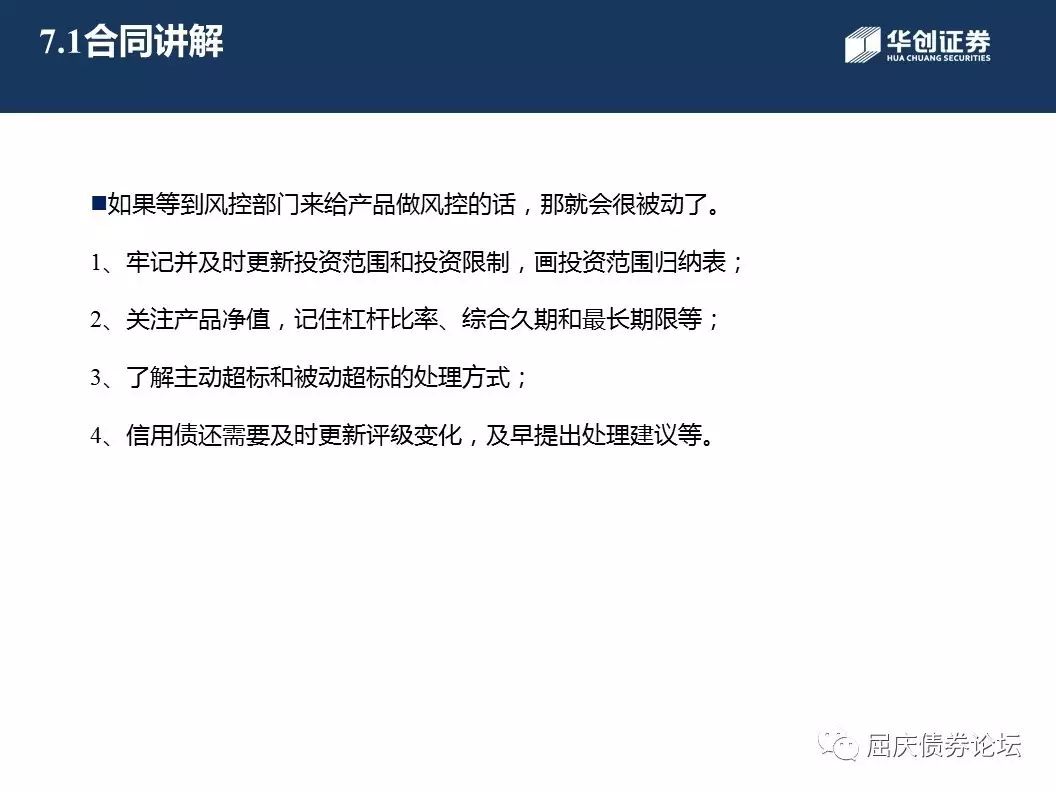 7.1合同讲解
华创证券
HUA CHUANG SECURITIES
■如果等到风控部门来给产品做风控的话，那就会很被动了。
1、牢记并及时更新投资范围和投资限制，画投资范围归纳表；
2、关注产品净值，记住杠杆比率、综合久期和最长期限等；
3、了解主动超标和被动超标的处理方式；
4、信用债还需要及时更新评级变化，及早提出处理建议等。
屈庆债券论坛